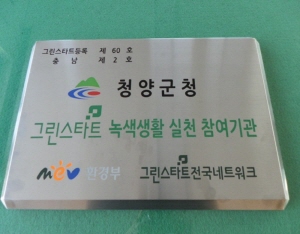 그린스타트등록 제 60 호
충 남 제 2 호
청양군청
그린스타트 녹색생활 실천 참여기관
mev 환경부 그린스타트전국네트워크